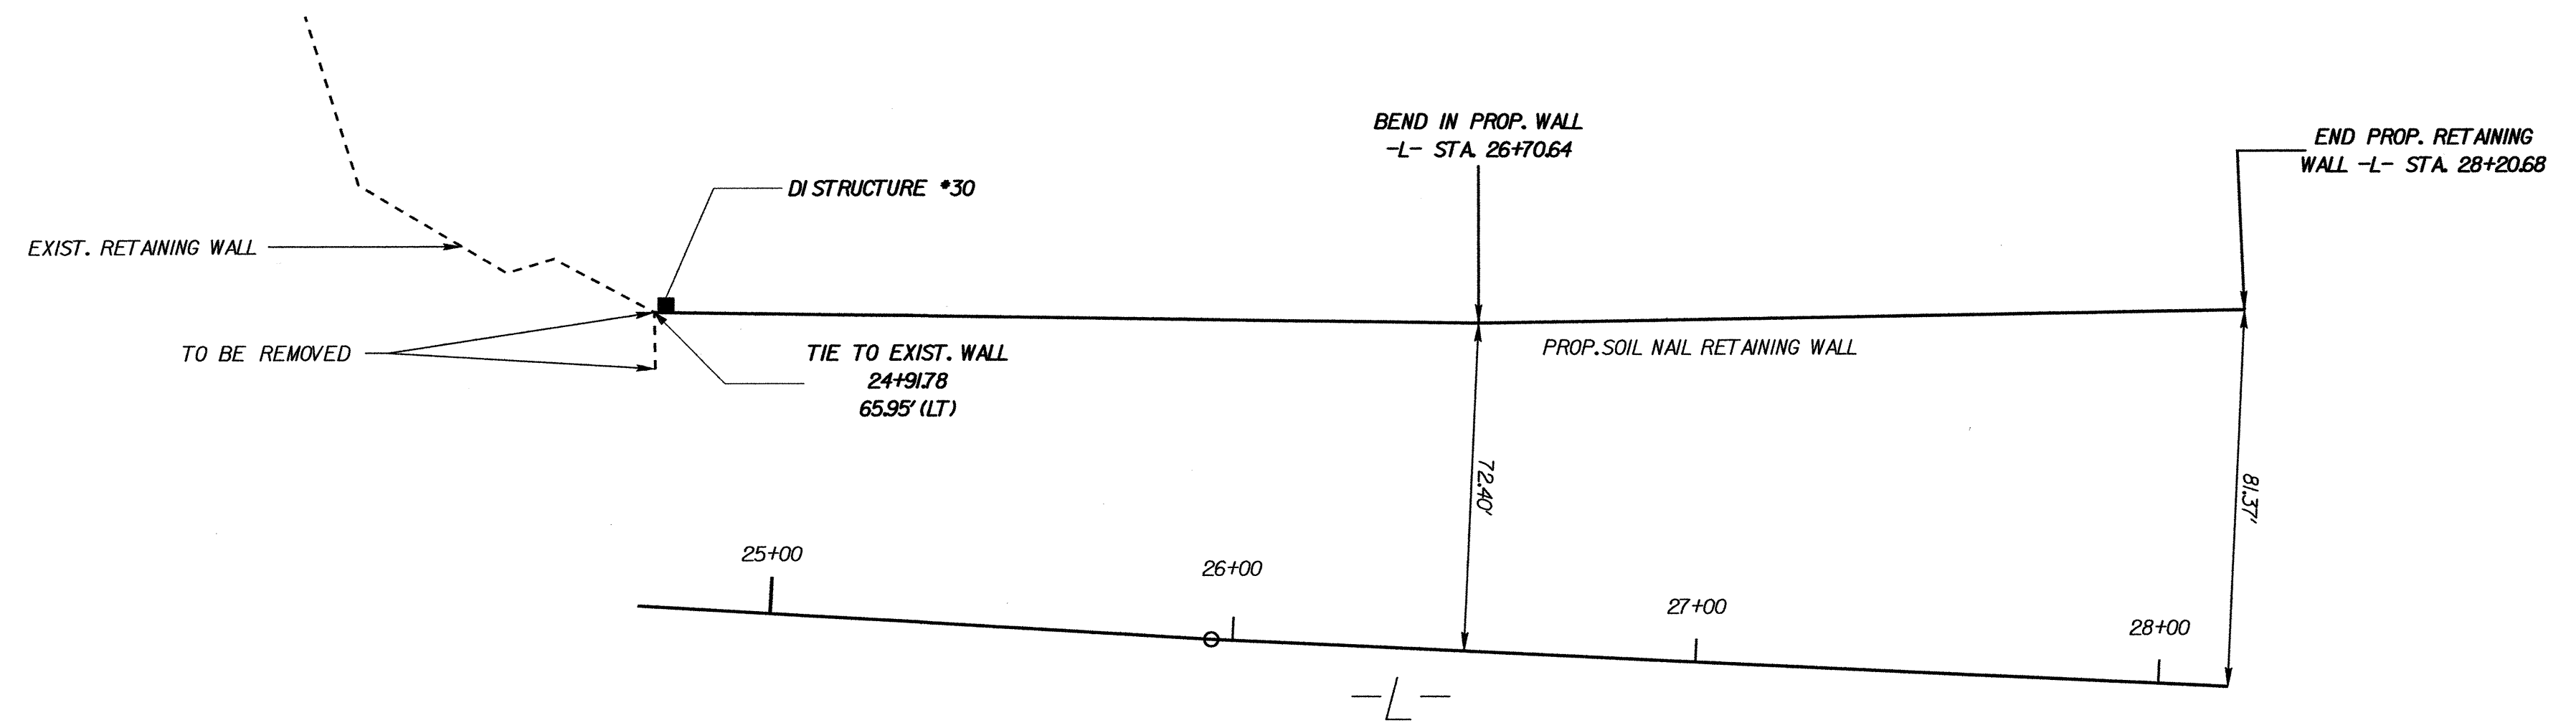 BEND IN PROP. WALL
-L- STA. 26+70.64
END PROP. RETAINING
WALL -L- STA. 28+20.68
DI STRUCTURE #30
EXIST. RETAINING WALL
TO BE REMOVED
TIE TO EXIST. WALL
24+91.78
65.95' (LT)
PROP. SOIL NAIL RETAINING WALL
72.40'
81.37'
25+00
26+00
27+00
28+00
-L-